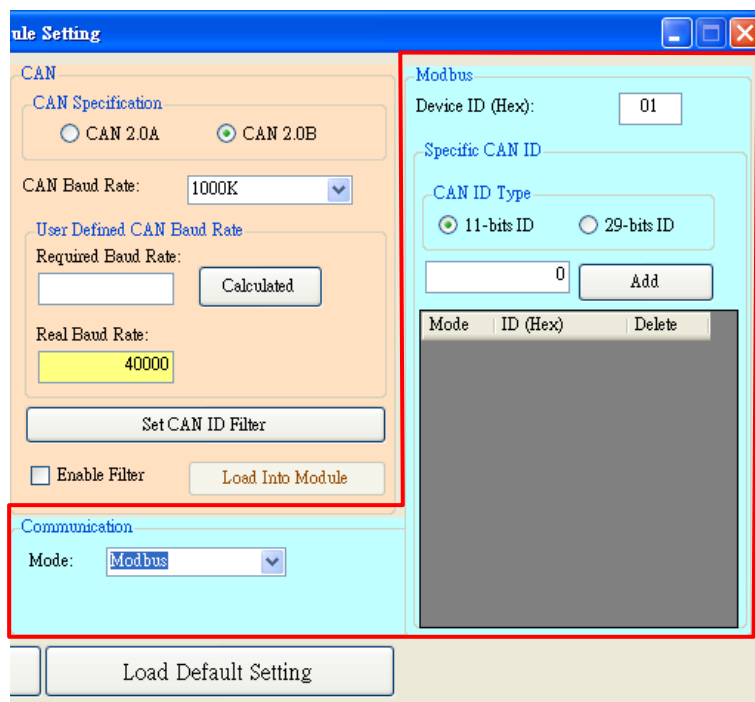 ule Setting
CAN
CAN Specification
CAN 2.0A
CAN 2.0B
CAN Baud Rate:
1000K
User Defined CAN Baud Rate
Required Baud Rate:
Calculated
Real Baud Rate:
40000
Set CAN ID Filter
Enable Filter
Load Into Module
Communication
Mode:
Modbus
Modbus
Device ID (Hex):
01
Specific CAN ID
CAN ID Type
11-bits ID
29-bits ID
0
Add
Mode
ID (Hex)
Delete
Load Default Setting